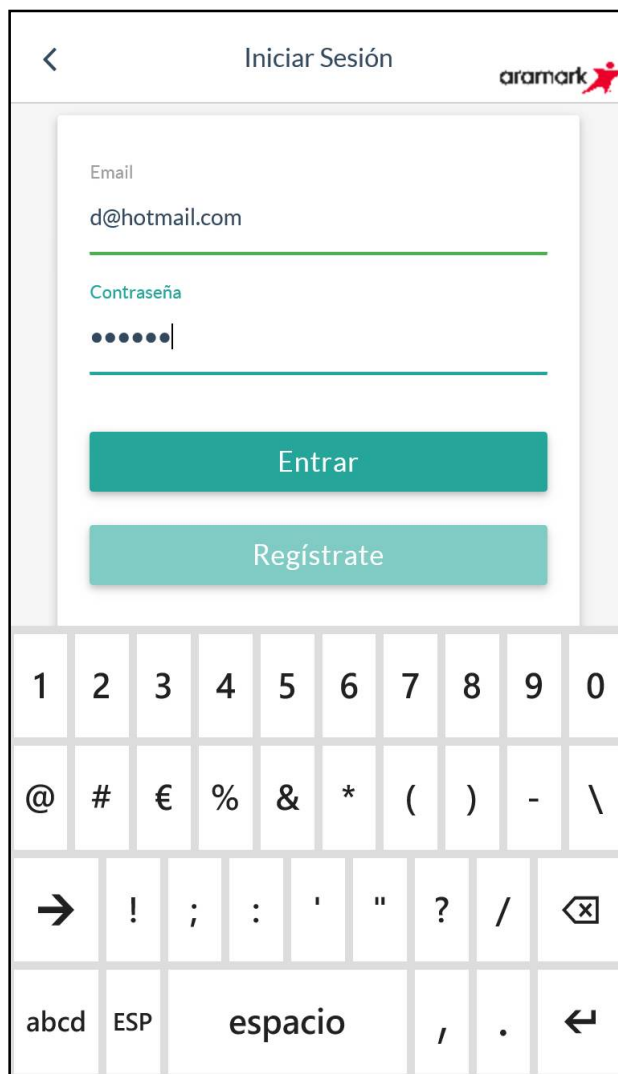 Iniciar Sesión
aramark
Email
d@hotmail.com
Contraseña
••••••
Entrar
Regístrate
1 2 3 4 5 6 7 8 9 0
@ # € % & * ( ) - \
→ ! ; : ' " ? /
abcd ESP espacio , .